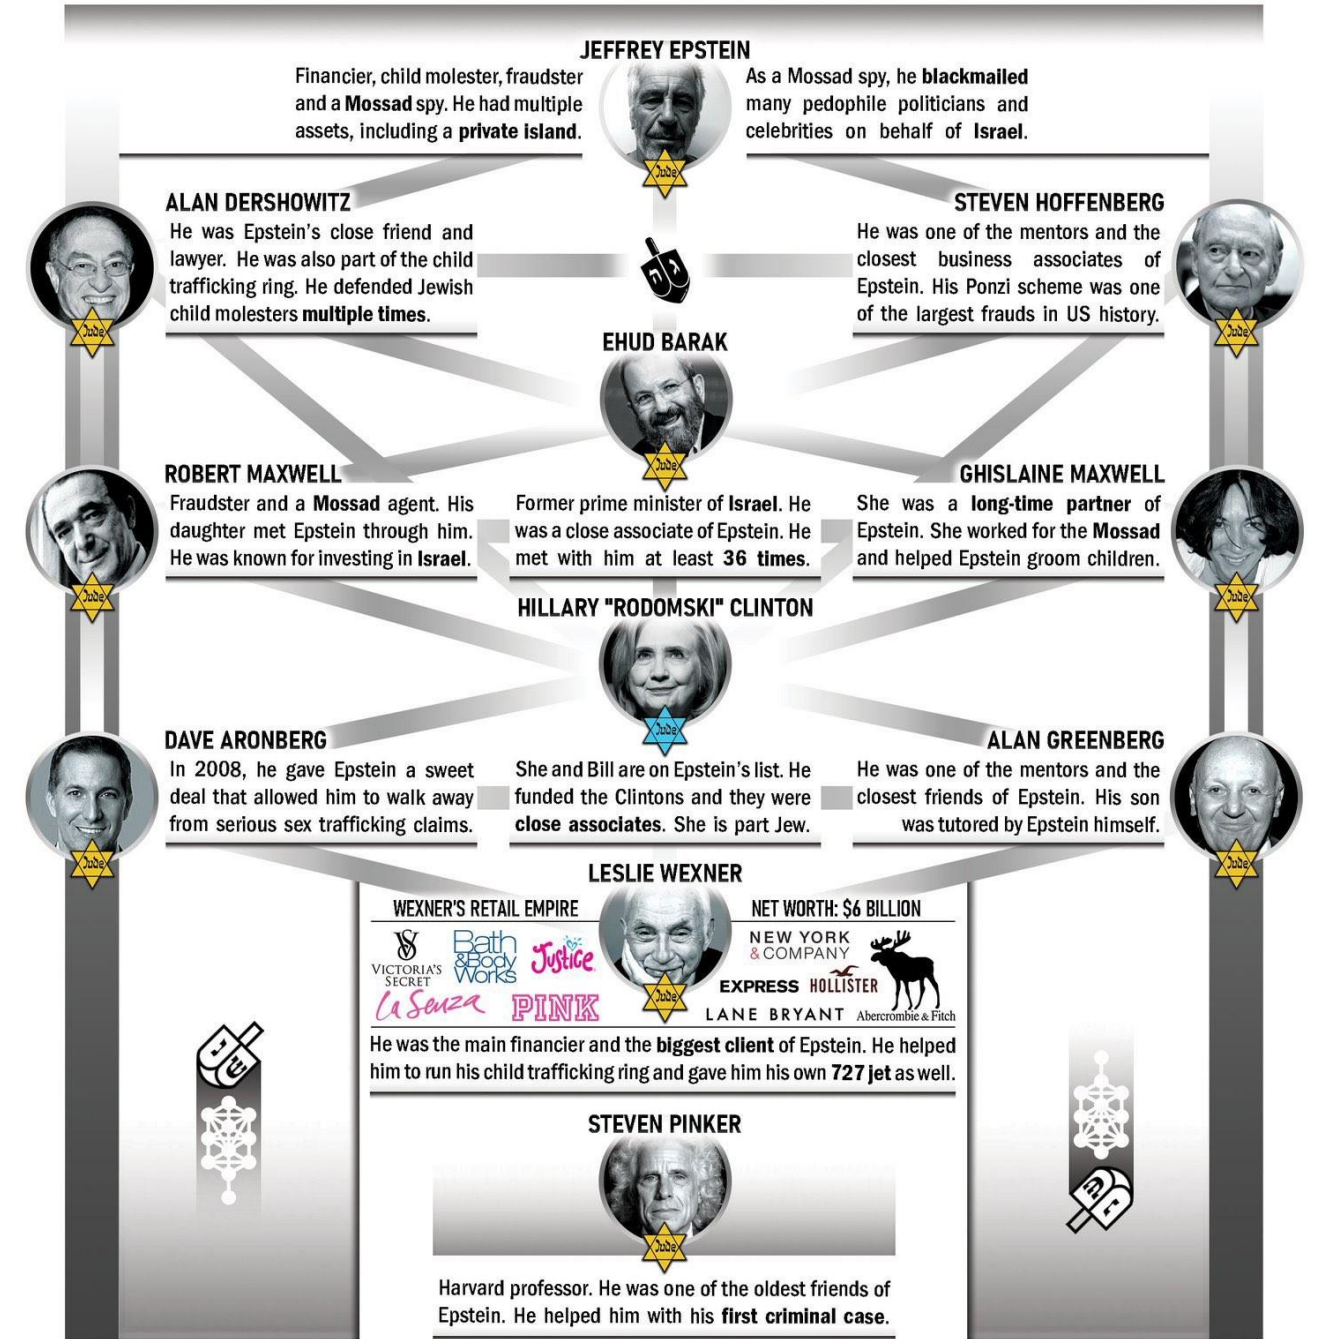 JEFFREY EPSTEIN
Financier, child molester, fraudster
and a Mossad spy. He had multiple
assets, including a private island.
As a Mossad spy, he blackmailed
many pedophile politicians and
celebrities on behalf of Israel.
Jude
ALAN DERSHOWITZ
He was Epstein's close friend and
lawyer. He was also part of the child
trafficking ring. He defended Jewish
child molesters multiple times.
Jude
ה ג
STEVEN HOFFENBERG
He was one of the mentors and the
closest business associates of
Epstein. His Ponzi scheme was one
of the largest frauds in US history.
Jude
EHUD BARAK
Jude
Former prime minister of Israel. He
was a close associate of Epstein. He
met with him at least 36 times.
ROBERT MAXWELL
Fraudster and a Mossad agent. His
daughter met Epstein through him.
He was known for investing in Israel.
Jude
GHISLAINE MAXWELL
She was a long-time partner of
Epstein. She worked for the Mossad
and helped Epstein groom children.
Jude
HILLARY "RODOMSKI" CLINTON
Jude
She and Bill are on Epstein's list. He
funded the Clintons and they were
close associates. She is part Jew.
DAVE ARONBERG
In 2008, he gave Epstein a sweet
deal that allowed him to walk away
from serious sex trafficking claims.
Jude
ALAN GREENBERG
He was one of the mentors and the
closest friends of Epstein. His son
was tutored by Epstein himself.
Jude
LESLIE WEXNER
WEXNER'S RETAIL EMPIRE
VS
VICTORIA'S
SECRET
Bath
&Body
Works
Justice
La Senza
PINK
Jude
NET WORTH: $6 BILLION
NEW YORK
& COMPANY
EXPRESS
HOLLISTER
LANE BRYANT
Abercrombie & Fitch
He was the main financier and the biggest client of Epstein. He helped
him to run his child trafficking ring and gave him his own 727 jet as well.
נ ש
STEVEN PINKER
Jude
Harvard professor. He was one of the oldest friends of
Epstein. He helped him with his first criminal case.